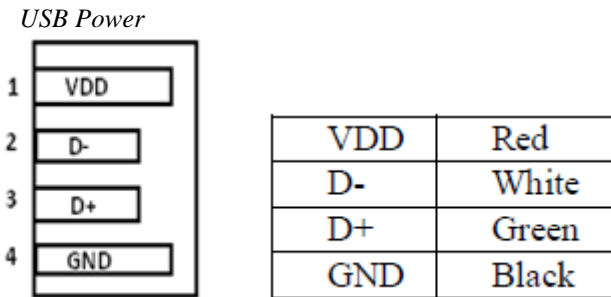 USB Power
1 VDD
2 D-
3 D+
4 GND
VDD Red
D- White
D+ Green
GND Black